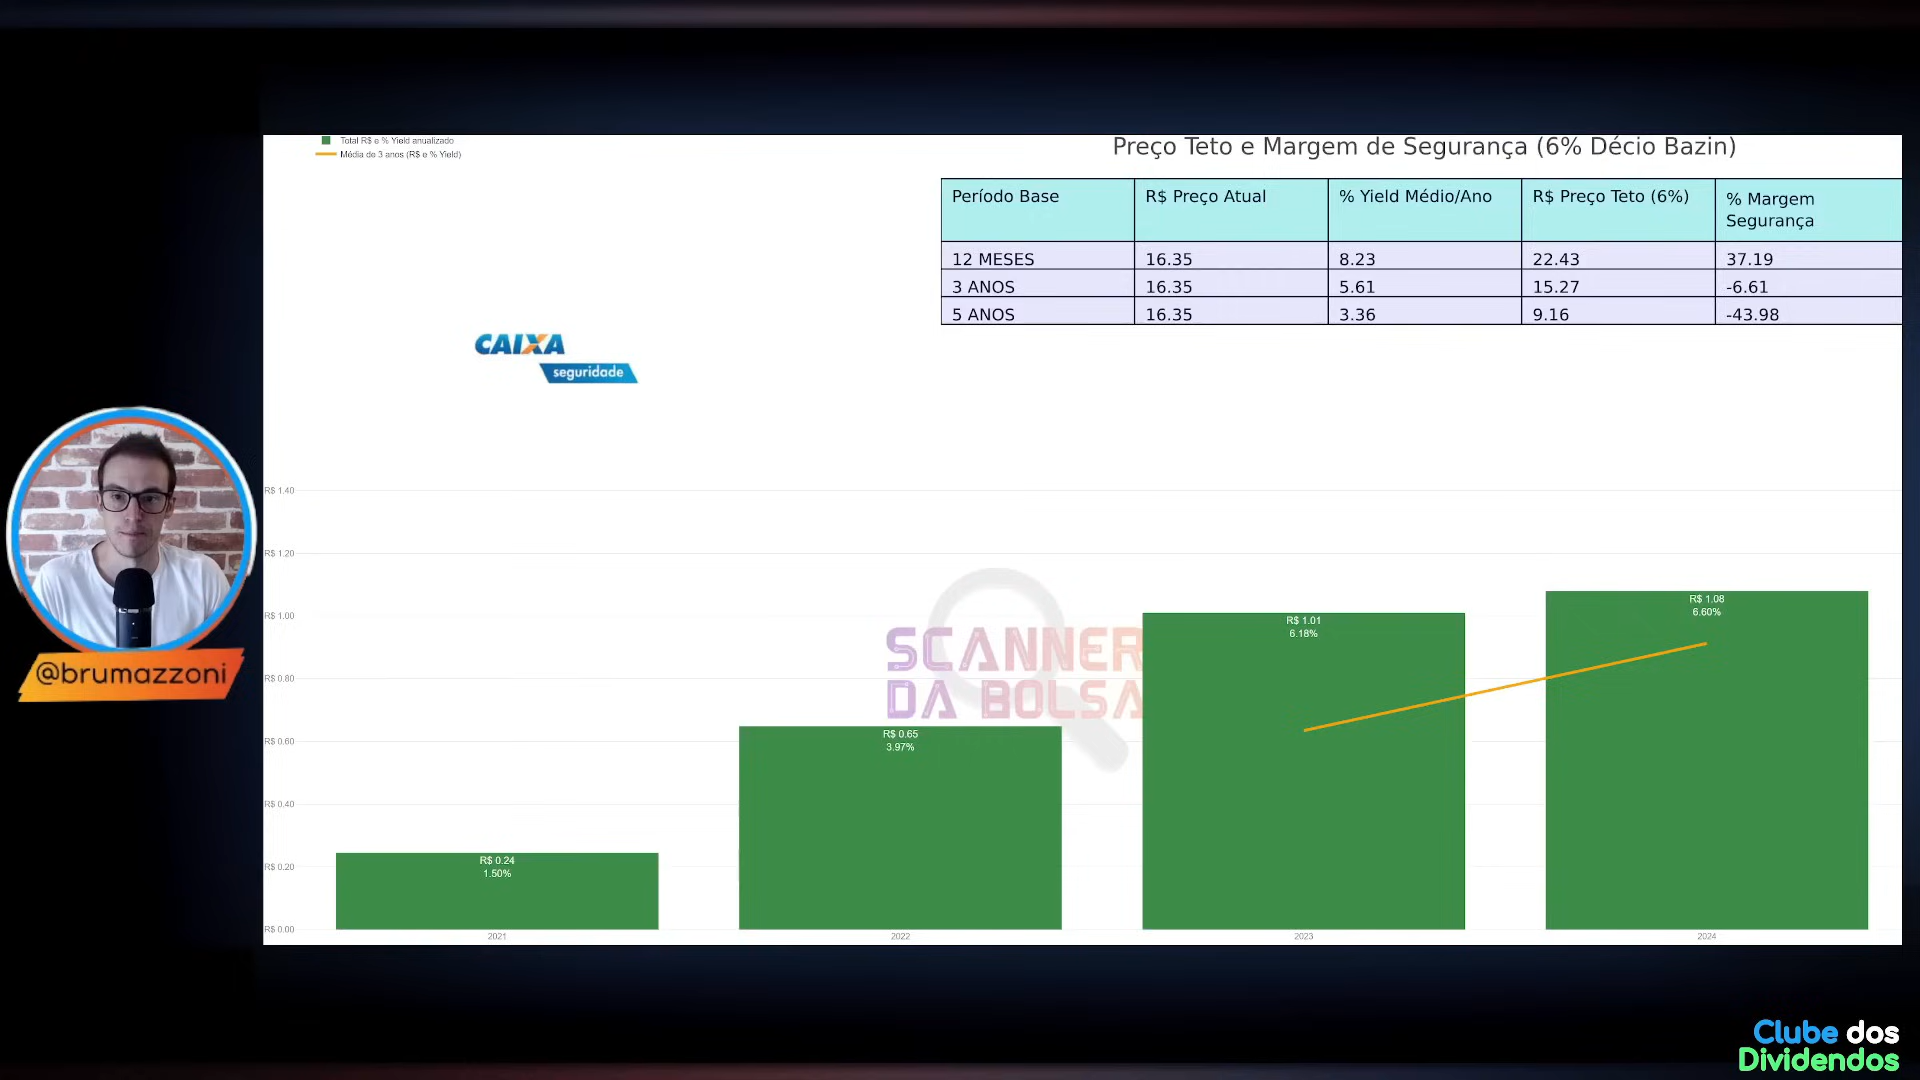 Total R$ e % Yield anualizado
Média de 3 anos (R$ e % Yield)
Preço Teto e Margem de Segurança (6% Décio Bazin)
Período Base R$ Preço Atual % Yield Médio/Ano R$ Preço Teto (6%) % Margem Segurança
12 MESES 16.35 8.23 22.43 37.19
3 ANOS 16.35 5.61 15.27 -6.61
5 ANOS 16.35 3.36 9.16 -43.98
CAIXA
seguridade
R$ 1.40
R$ 1.20
R$ 1.00
R$ 0.80
R$ 0.60
R$ 0.40
R$ 0.20
R$ 0.00
SCANNER
DA BOLSA
R$ 0.24
1.50%
R$ 0.65
3.97%
R$ 1.01
6.18%
R$ 1.08
6.60%
2021 2022 2023 2024
@brumazzoni
Clube dos
Dividendos